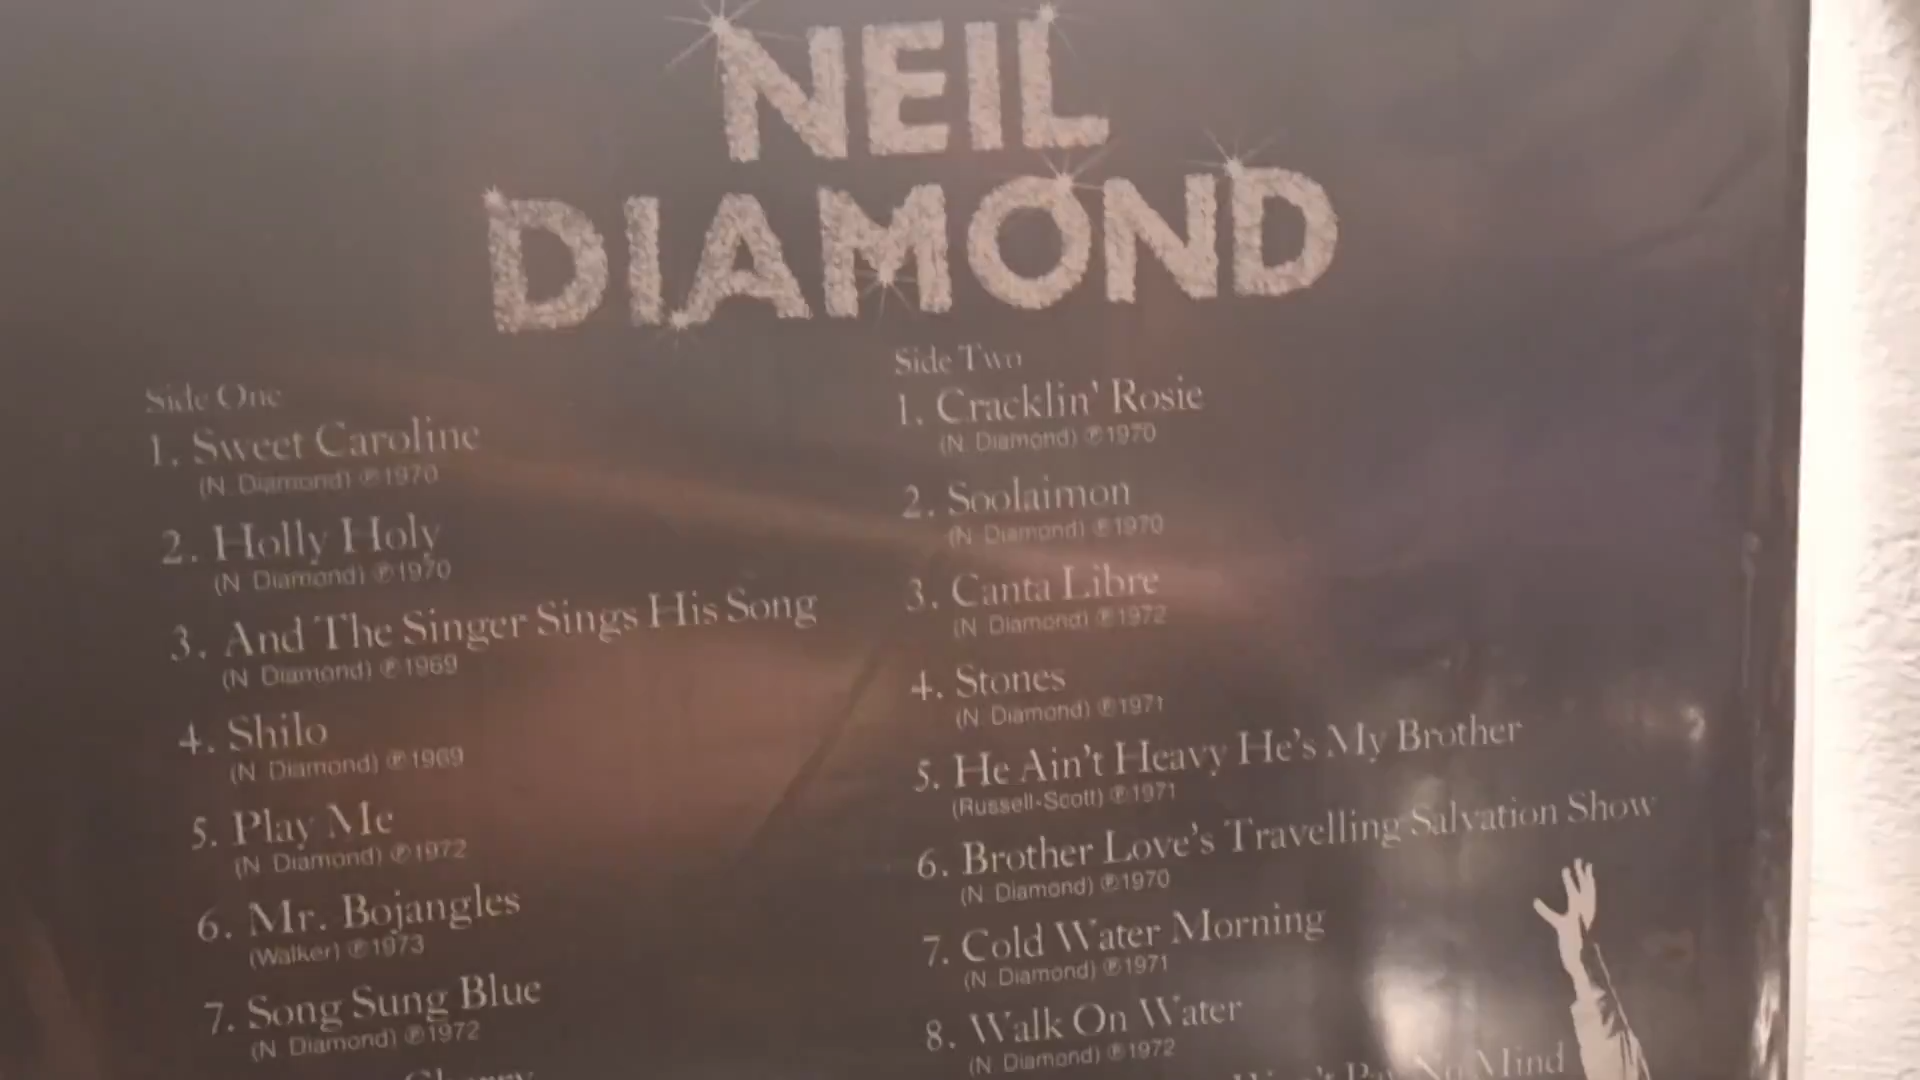 NEIL
DIAMOND
Side One
1. Sweet Caroline
(N. Diamond) ℗1970
2. Holly Holy
(N. Diamond) ℗1970
3. And The Singer Sings His Song
(N. Diamond) ℗1969
4. Shilo
(N. Diamond) ℗1969
5. Play Me
(N. Diamond) ℗1972
6. Mr. Bojangles
(Walker) ℗1973
7. Song Sung Blue
(N. Diamond) ℗1972
Side Two
1. Cracklin' Rosie
(N. Diamond) ℗1970
2. Soolaimon
(N. Diamond) ℗1970
3. Canta Libre
(N. Diamond) ℗1972
4. Stones
(N. Diamond) ℗1971
5. He Ain't Heavy He's My Brother
(Russell-Scott) ℗1971
6. Brother Love's Travelling Salvation Show
(N. Diamond) ℗1970
7. Cold Water Morning
(N. Diamond) ℗1971
8. Walk On Water
(N. Diamond) ℗1972
Mind